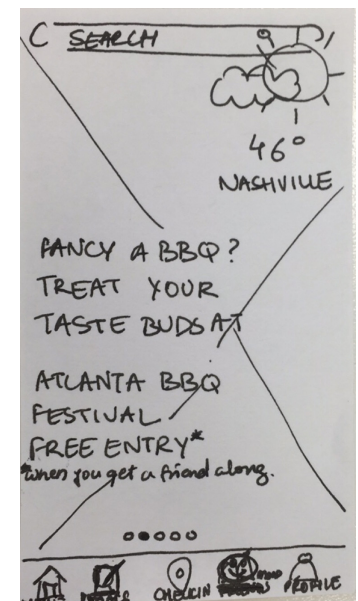 C SEARCH
46°
NASHVILLE
FANCY A BBQ?
TREAT YOUR
TASTE BUDS AT
ATLANTA BBQ
FESTIVAL
FREE ENTRY*
*when you get a friend along.
CHECKIN
PROFILE